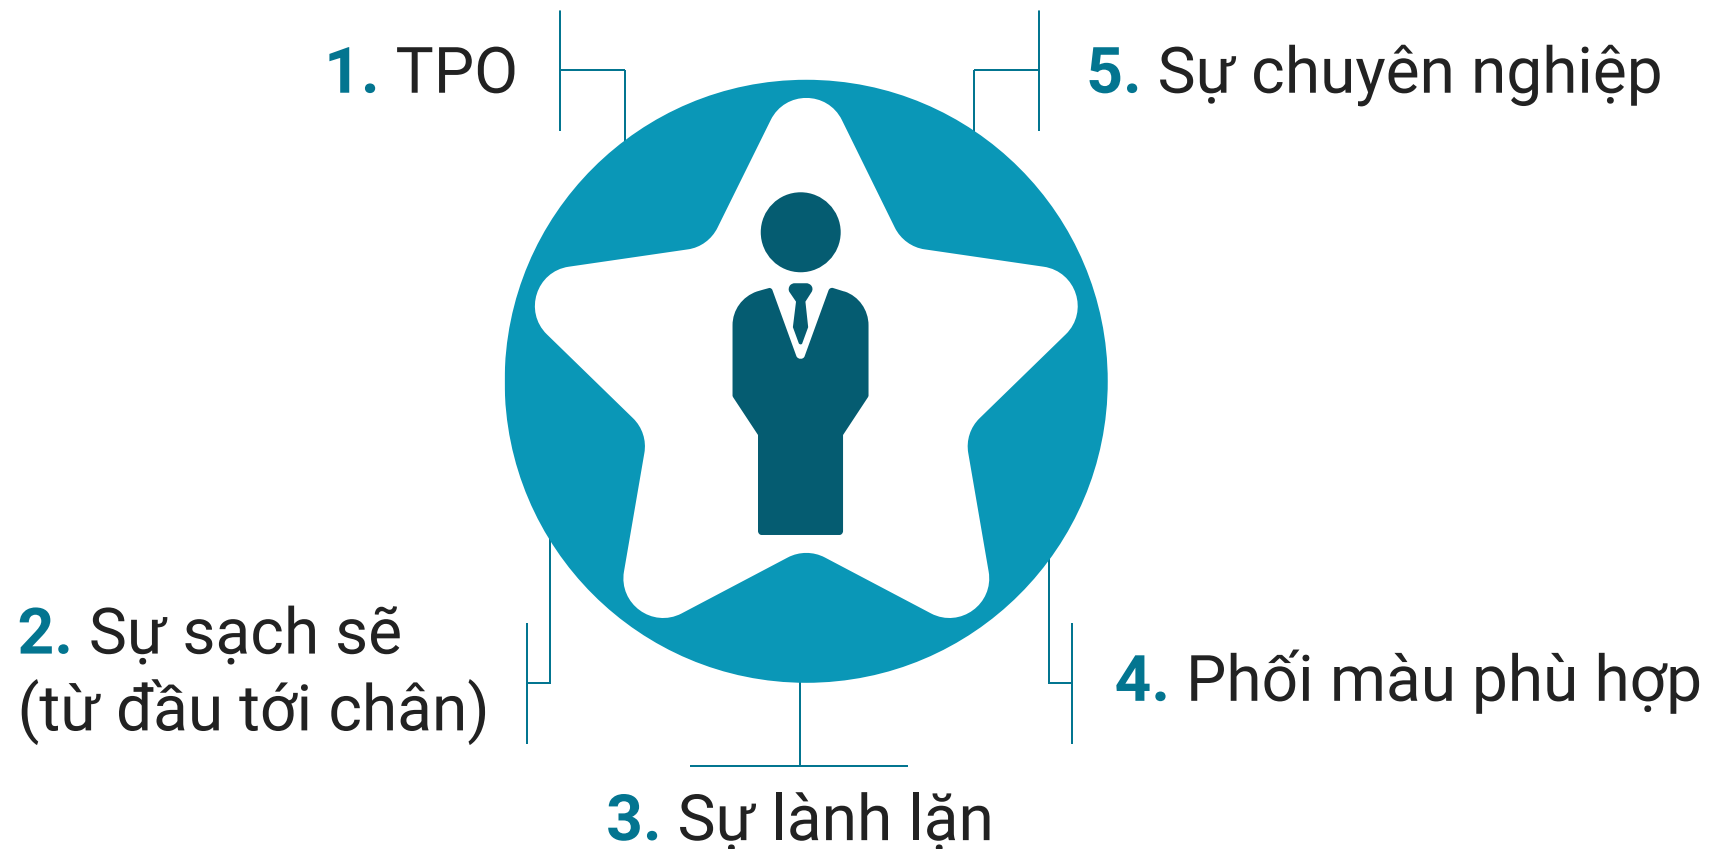 1. TPO
2. Sự sạch sẽ
(từ đầu tới chân)
3. Sự lành lặn
4. Phối màu phù hợp
5. Sự chuyên nghiệp